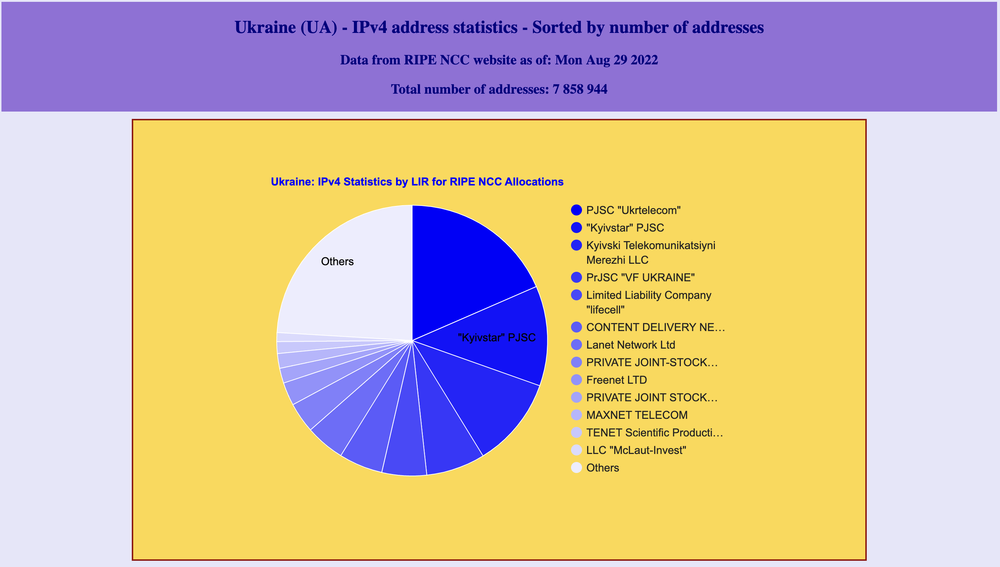 Ukraine (UA) - IPv4 address statistics - Sorted by number of addresses
Data from RIPE NCC website as of: Mon Aug 29 2022
Total number of addresses: 7 858 944
Ukraine: IPv4 Statistics by LIR for RIPE NCC Allocations
Others
"Kyivstar" PJSC
PJSC "Ukrtelecom"
"Kyivstar" PJSC
Kyivski Telekomunikatsiyni
Merezhi LLC
PrJSC "VF UKRAINE"
Limited Liability Company
"lifecell"
CONTENT DELIVERY NE…
Lanet Network Ltd
PRIVATE JOINT-STOCK…
Freenet LTD
PRIVATE JOINT STOCK…
MAXNET TELECOM
TENET Scientific Producti…
LLC "McLaut-Invest"
Others